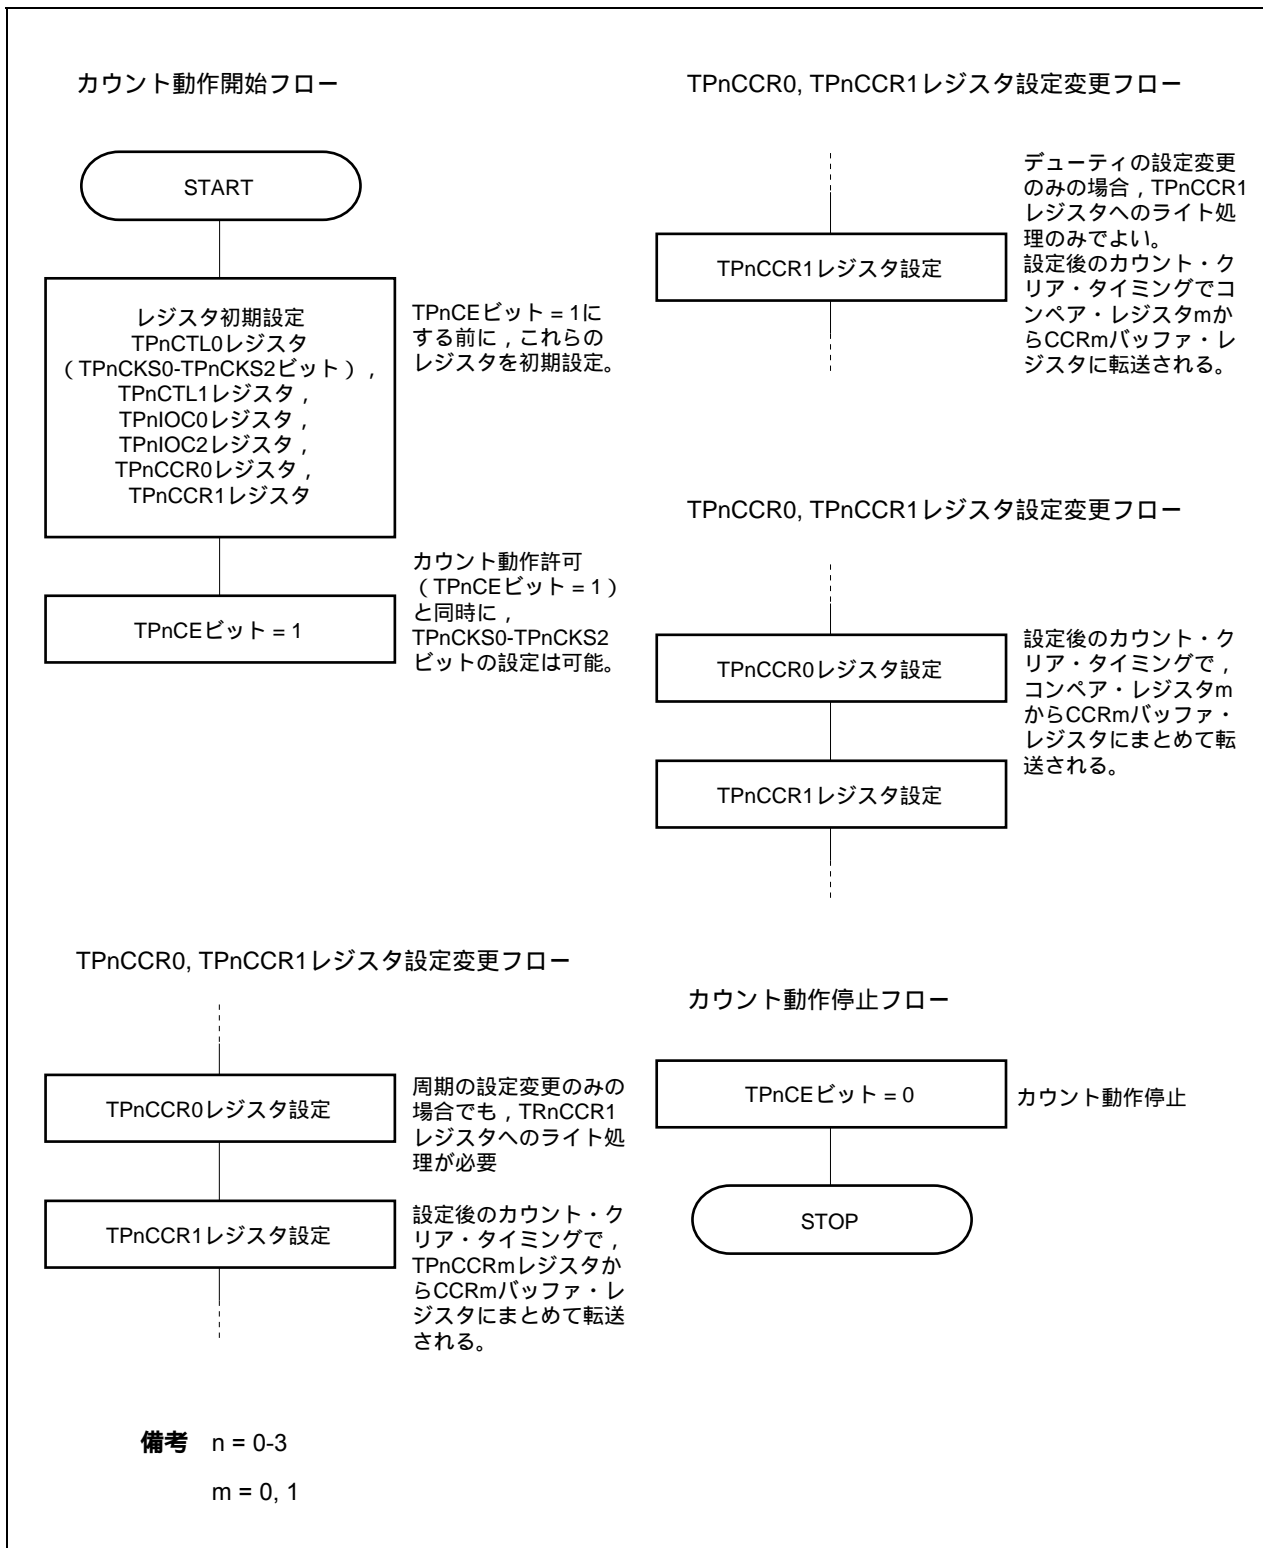 カウント動作開始フロー
START
レジスタ初期設定
TPnCTL0レジスタ
（TPnCKS0-TPnCKS2ビット），
TPnCTL1レジスタ，
TPnIOC0レジスタ，
TPnIOC2レジスタ，
TPnCCR0レジスタ，
TPnCCR1レジスタ
TPnCEビット = 1に
する前に，これらの
レジスタを初期設定。
TPnCEビット = 1
カウント動作許可
（TPnCEビット = 1）
と同時に，
TPnCKS0-TPnCKS2
ビットの設定は可能。
TPnCCR0, TPnCCR1レジスタ設定変更フロー
TPnCCR0レジスタ設定
周期の設定変更のみの
場合でも，TRnCCR1
レジスタへのライト処
理が必要
TPnCCR1レジスタ設定
設定後のカウント・ク
リア・タイミングで，
TPnCCRmレジスタか
らCCRmバッファ・レ
ジスタにまとめて転送
される。
TPnCCR0, TPnCCR1レジスタ設定変更フロー
TPnCCR1レジスタ設定
デューティの設定変更
のみの場合，TPnCCR1
レジスタへのライト処
理のみでよい。
設定後のカウント・ク
リア・タイミングでコ
ンペア・レジスタmか
らCCRmバッファ・レ
ジスタに転送される。
TPnCCR0, TPnCCR1レジスタ設定変更フロー
TPnCCR0レジスタ設定
設定後のカウント・ク
リア・タイミングで，
コンペア・レジスタm
からCCRmバッファ・
レジスタにまとめて転
送される。
TPnCCR1レジスタ設定
カウント動作停止フロー
TPnCEビット = 0
カウント動作停止
STOP
備考 n = 0-3
m = 0, 1